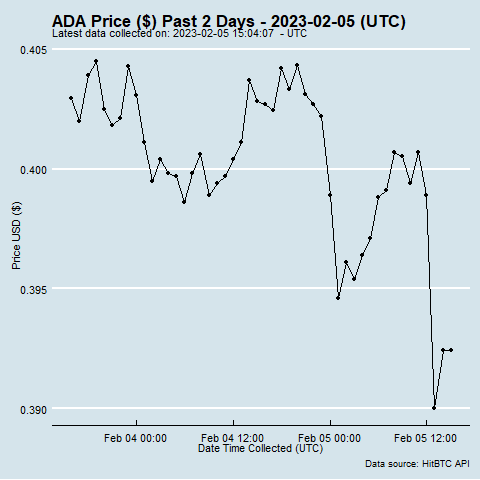 ADA Price ($) Past 2 Days - 2023-02-05 (UTC)
Latest data collected on: 2023-02-05 15:04:07  - UTC
0.405
0.400
0.395
0.390
Price USD ($)
Feb 04 00:00 Feb 04 12:00 Feb 05 00:00 Feb 05 12:00
Date Time Collected (UTC)
Data source: HitBTC API